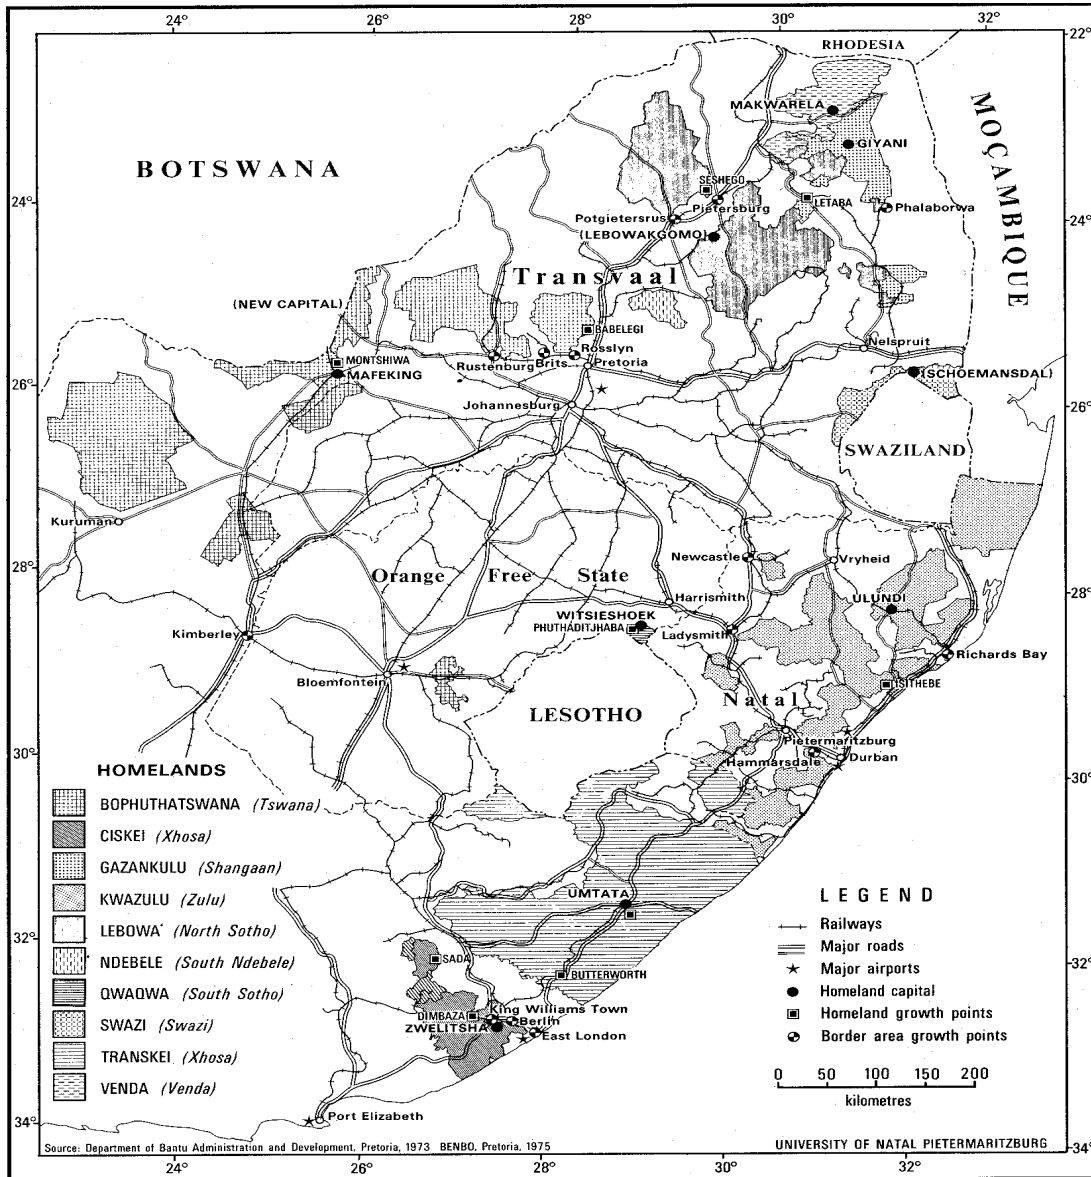 24°
26°
28°
30°
32°
22°
RHODESIA
MOÇAMBIQUE
MAKWARELA
GIYANI
BOTSWANA
SESHEGO
24°
LETABA
Phalaborwa
24°
Potgietersrus
Pietersburg
(LEBOWAKGOMO)
Transvaal
(NEW CAPITAL)
BABELEGI
Nelspruit
MONTSHIWA
Rosslyn
Rustenburg
Brits
Pretoria
MAFEKING
(SCHOEMANSDAL)
26°
26°
Johannesburg
SWAZILAND
Kuruman
Newcastle
Vryheid
28°
Orange Free State
28°
Harrismith
ULUNDI
WITSIESHOEK
PHUTHADITJHABA
Kimberley
Ladysmith
Richards Bay
Bloemfontein
ISITHEBE
LESOTHO
Natal
30°
Pietermaritzburg
Durban
Hammarsdale
30°
HOMELANDS
BOPHUTHATSWANA (Tswana)
CISKEI (Xhosa)
GAZANKULU (Shangaan)
KWAZULU (Zulu)
LEBOWA (North Sotho)
NDEBELE (South Ndebele)
QWAQWA (South Sotho)
SWAZI (Swazi)
TRANSKEI (Xhosa)
VENDA (Venda)
UMTATA
32°
SADA
BUTTERWORTH
32°
DIMBAZA
King Williams Town
ZWELITSHA
Berlin
East London
Port Elizabeth
34°
LEGEND
Railways
Major roads
Major airports
Homeland capital
Homeland growth points
Border area growth points
0 50 100 150 200
kilometres
34°
Source: Department of Bantu Administration and Development, Pretoria, 1973 BENBO, Pretoria, 1975
UNIVERSITY OF NATAL PIETERMARITZBURG
24°
26°
28°
30°
32°